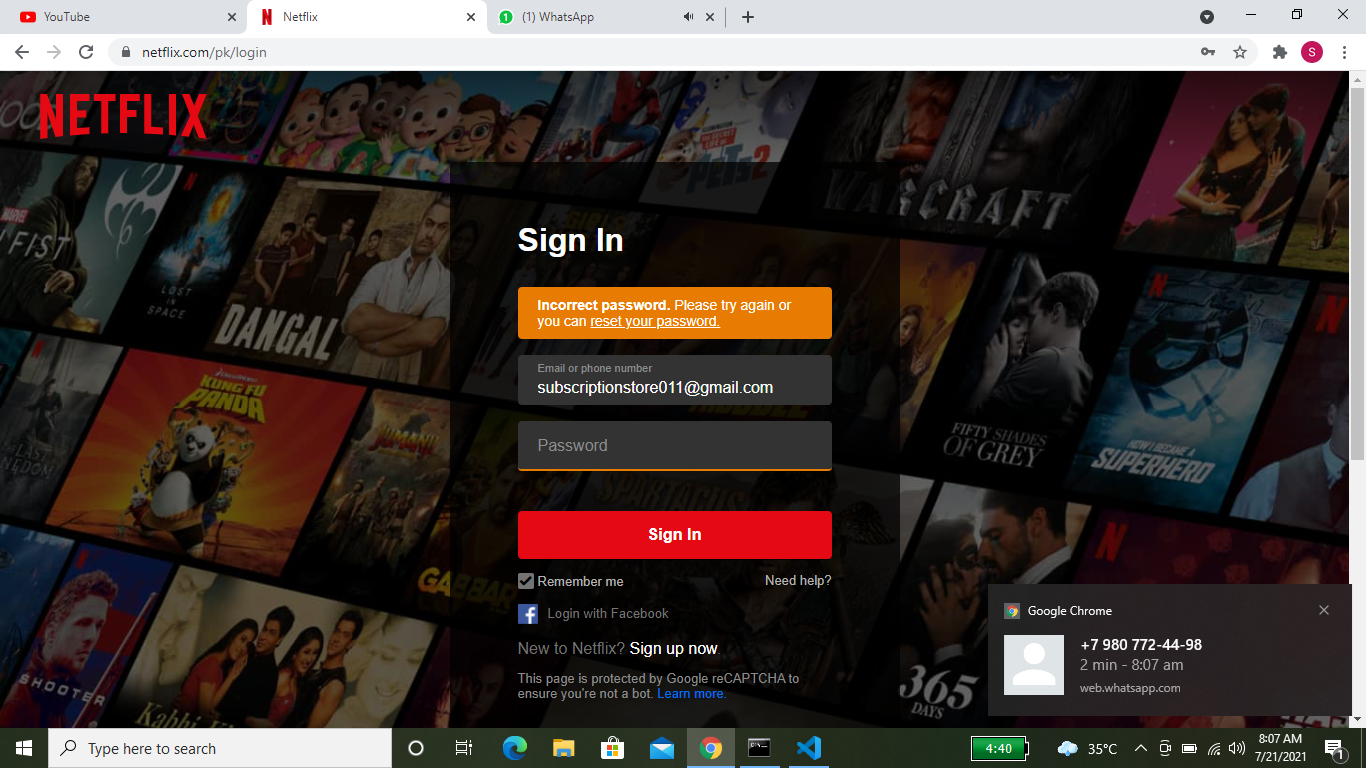 YouTube
Netflix
(1) WhatsApp
netflix.com/pk/login
S
NETFLIX
PETS 2
WARCRAFT
MARVEL
FIST
LOST
IN
SPACE
DANGAL
DREAMWORKS
KUNG FU
PANDA
JUMANJI
FIFTY SHADES
OF GREY
HOW I BECAME A
SUPERHERO
SPARTACUS
GABBAR
SHOOTER
Kabhi
365
DAYS
Sign In
Incorrect password. Please try again or
you can reset your password.
Email or phone number
subscriptionstore011@gmail.com
Password
Sign In
Remember me
Need help?
Login with Facebook
New to Netflix? Sign up now.
This page is protected by Google reCAPTCHA to
ensure you're not a bot. Learn more.
Google Chrome
+7 980 772-44-98
2 min - 8:07 am
web.whatsapp.com
Type here to search
4:40
35°C
8:07 AM
7/21/2021
1